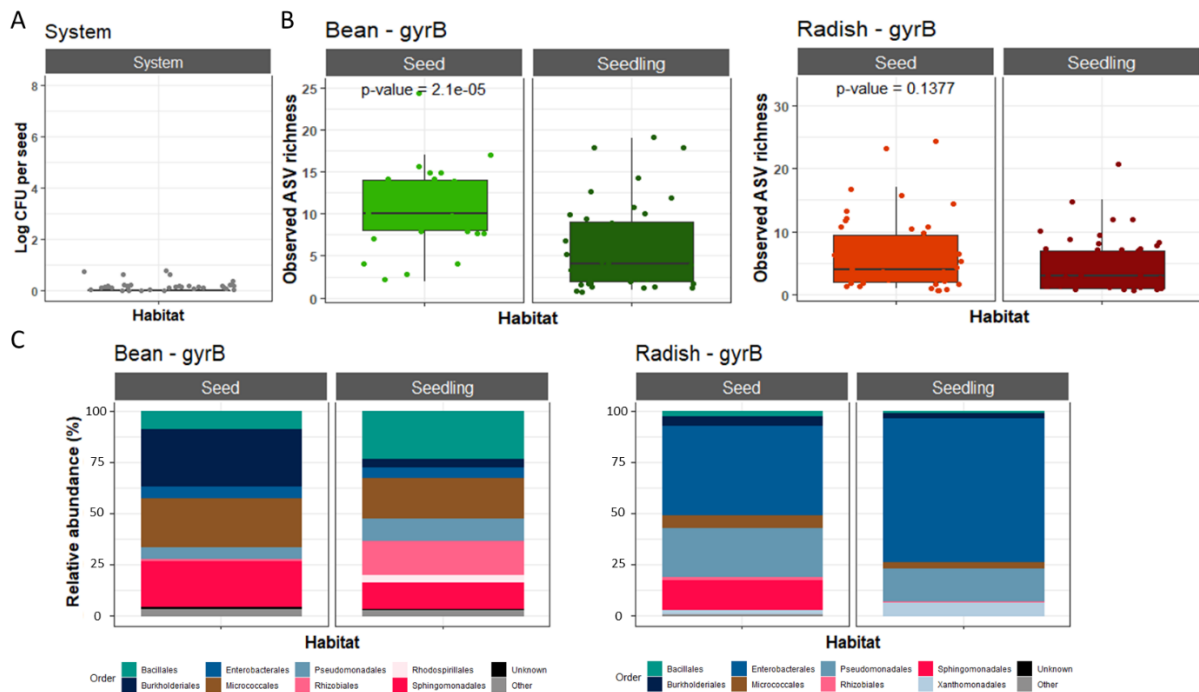 A
System
System
Log CFU per seed
8
6
4
2
0
Habitat
B
Bean - gyrB
Seed
Seedling
p-value = 2.1e-05
Observed ASV richness
25
20
15
10
5
0
Habitat
Radish - gyrB
Seed
Seedling
p-value = 0.1377
Observed ASV richness
30
20
10
0
Habitat
C
Bean - gyrB
Seed
Seedling
Relative abundance (%)
100
75
50
25
0
Habitat
Order
Bacillales
Enterobacterales
Pseudomonadales
Rhodospirillales
Unknown
Burkholderiales
Micrococcales
Rhizobiales
Sphingomonadales
Other
Radish - gyrB
Seed
Seedling
100
75
50
25
0
Habitat
Order
Bacillales
Enterobacterales
Pseudomonadales
Sphingomonadales
Unknown
Burkholderiales
Micrococcales
Rhizobiales
Xanthomonadales
Other